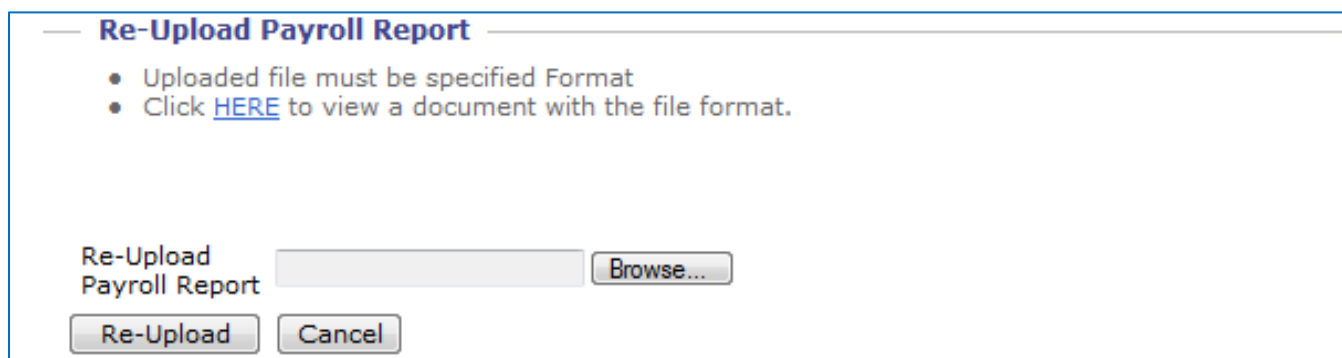 Re-Upload Payroll Report
Uploaded file must be specified Format
Click HERE to view a document with the file format.
Re-Upload
Payroll Report
Browse...
Re-Upload
Cancel